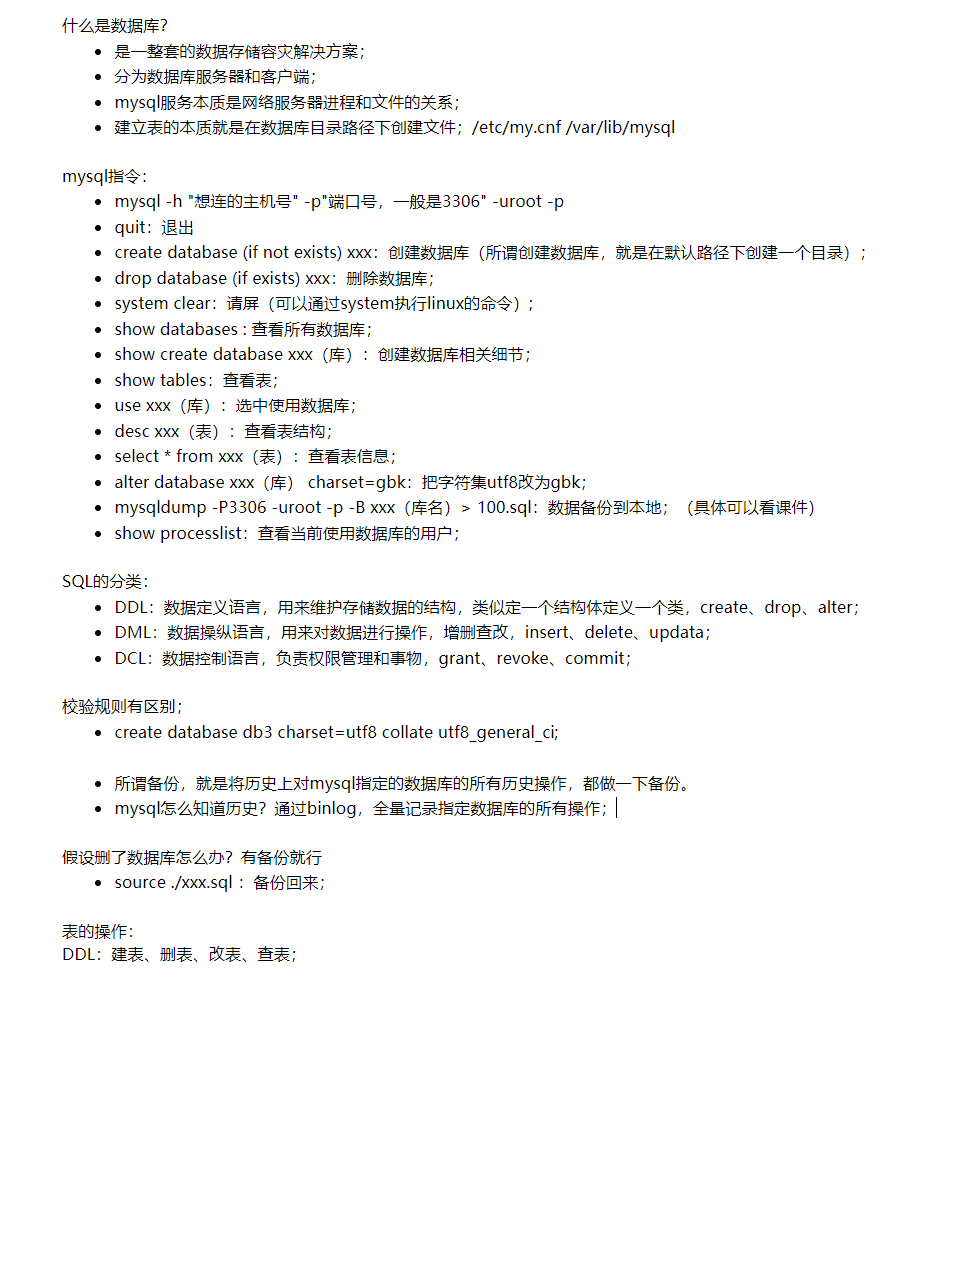 什么是数据库？
• 是一整套的数据存储容灾解决方案；
• 分为数据库服务器和客户端；
• mysql服务本质是网络服务器进程和文件的关系；
• 建立表的本质就是在数据库目录路径下创建文件；/etc/my.cnf /var/lib/mysql
mysql指令：
• mysql -h "想连的主机号" -p"端口号，一般是3306" -uroot -p
• quit：退出
• create database (if not exists) xxx：创建数据库（所谓创建数据库，就是在默认路径下创建一个目录）;
• drop database (if exists) xxx：删除数据库；
• system clear：请屏（可以通过system执行linux的命令）;
• show databases : 查看所有数据库；
• show create database xxx（库）：创建数据库相关细节；
• show tables：查看表；
• use xxx（库）：选中使用数据库；
• desc xxx（表）：查看表结构；
• select * from xxx（表）：查看表信息；
• alter database xxx（库） charset=gbk：把字符集utf8改为gbk；
• mysqldump -P3306 -uroot -p -B xxx（库名）> 100.sql：数据备份到本地；（具体可以看课件）
• show processlist：查看当前使用数据库的用户；
SQL的分类：
• DDL：数据定义语言，用来维护存储数据的结构，类似定一个结构体定义一个类，create、drop、alter；
• DML：数据操纵语言，用来对数据进行操作，增删查改，insert、delete、updata；
• DCL：数据控制语言，负责权限管理和事物，grant、revoke、commit；
校验规则有区别；
• create database db3 charset=utf8 collate utf8_general_ci;
• 所谓备份，就是将历史上对mysql指定的数据库的所有历史操作，都做一下备份。
• mysql怎么知道历史？通过binlog，全量记录指定数据库的所有操作；
假设删了数据库怎么办？有备份就行
• source ./xxx.sql ：备份回来；
表的操作：
DDL：建表、删表、改表、查表；